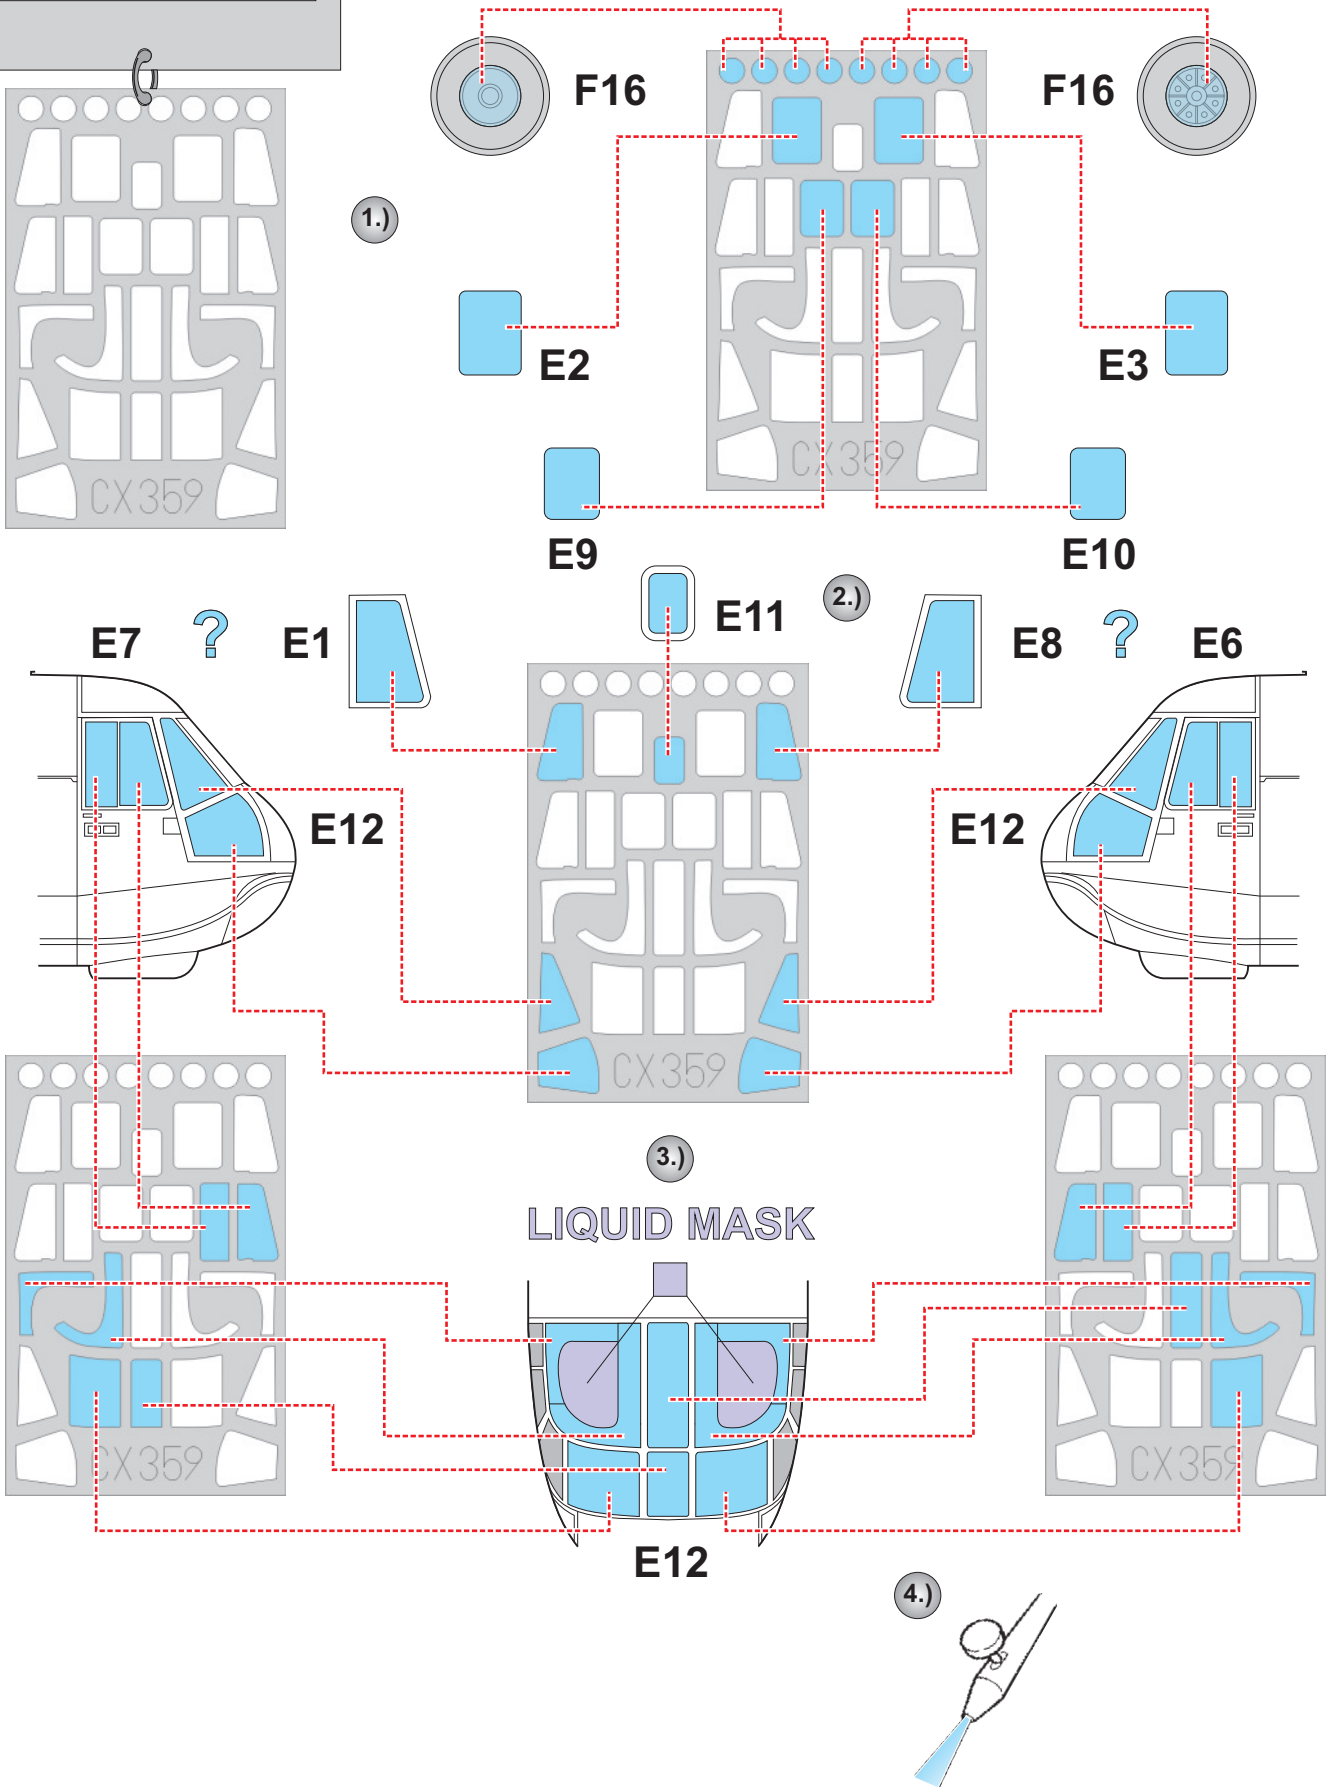 F16
F16
1.)
E2
E3
CX359
CX359
E9
E10
E11
2.)
E7
?
E1
E8
?
E6
E12
E12
CX359
3.)
LIQUID MASK
CX359
CX359
E12
4.)